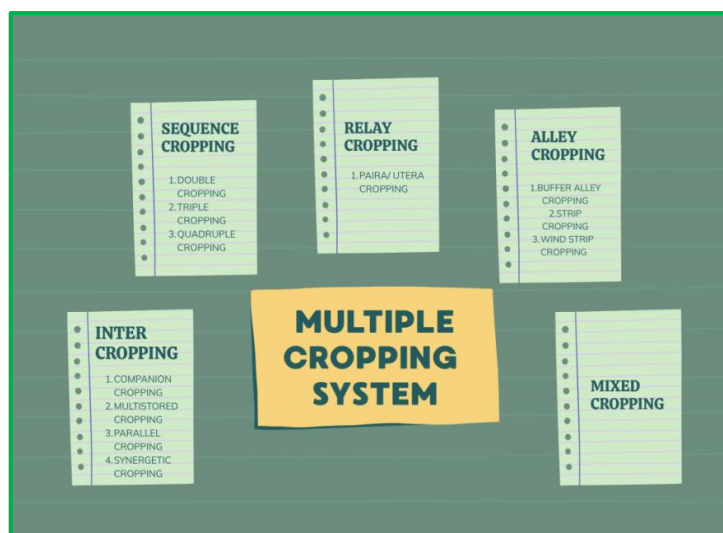 SEQUENCE
CROPPING
1.DOUBLE
CROPPING
2.TRIPLE
CROPPING
3.QUADRUPLE
CROPPING
RELAY
CROPPING
1.PAIRA/ UTERA
CROPPING
ALLEY
CROPPING
1.BUFFER ALLEY
CROPPING
2.STRIP
CROPPING
3.WIND STRIP
CROPPING
INTER
CROPPING
1.COMPANION
CROPPING
2.MULTISTORED
CROPPING
3.PARALLEL
CROPPING
4.SYNERGETIC
CROPPING
MULTIPLE
CROPPING
SYSTEM
MIXED
CROPPING